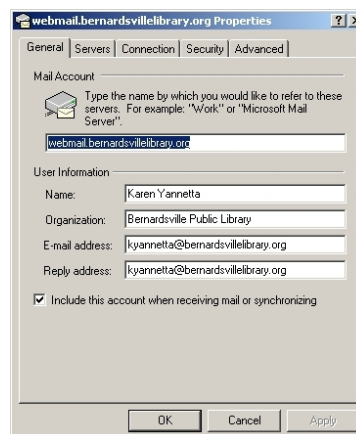 webmail.bernardsvillelibrary.org Properties
General Servers Connection Security Advanced
Mail Account
Type the name by which you would like to refer to these
servers. For example: "Work" or "Microsoft Mail
Server".
webmail.bernardsvillelibrary.org
User Information
Name: Karen Yannetta
Organization: Bernardsville Public Library
E-mail address: kyannetta@bernardsvillelibrary.org
Reply address: kyannetta@bernardsvillelibrary.org
Include this account when receiving mail or synchronizing
OK Cancel Apply